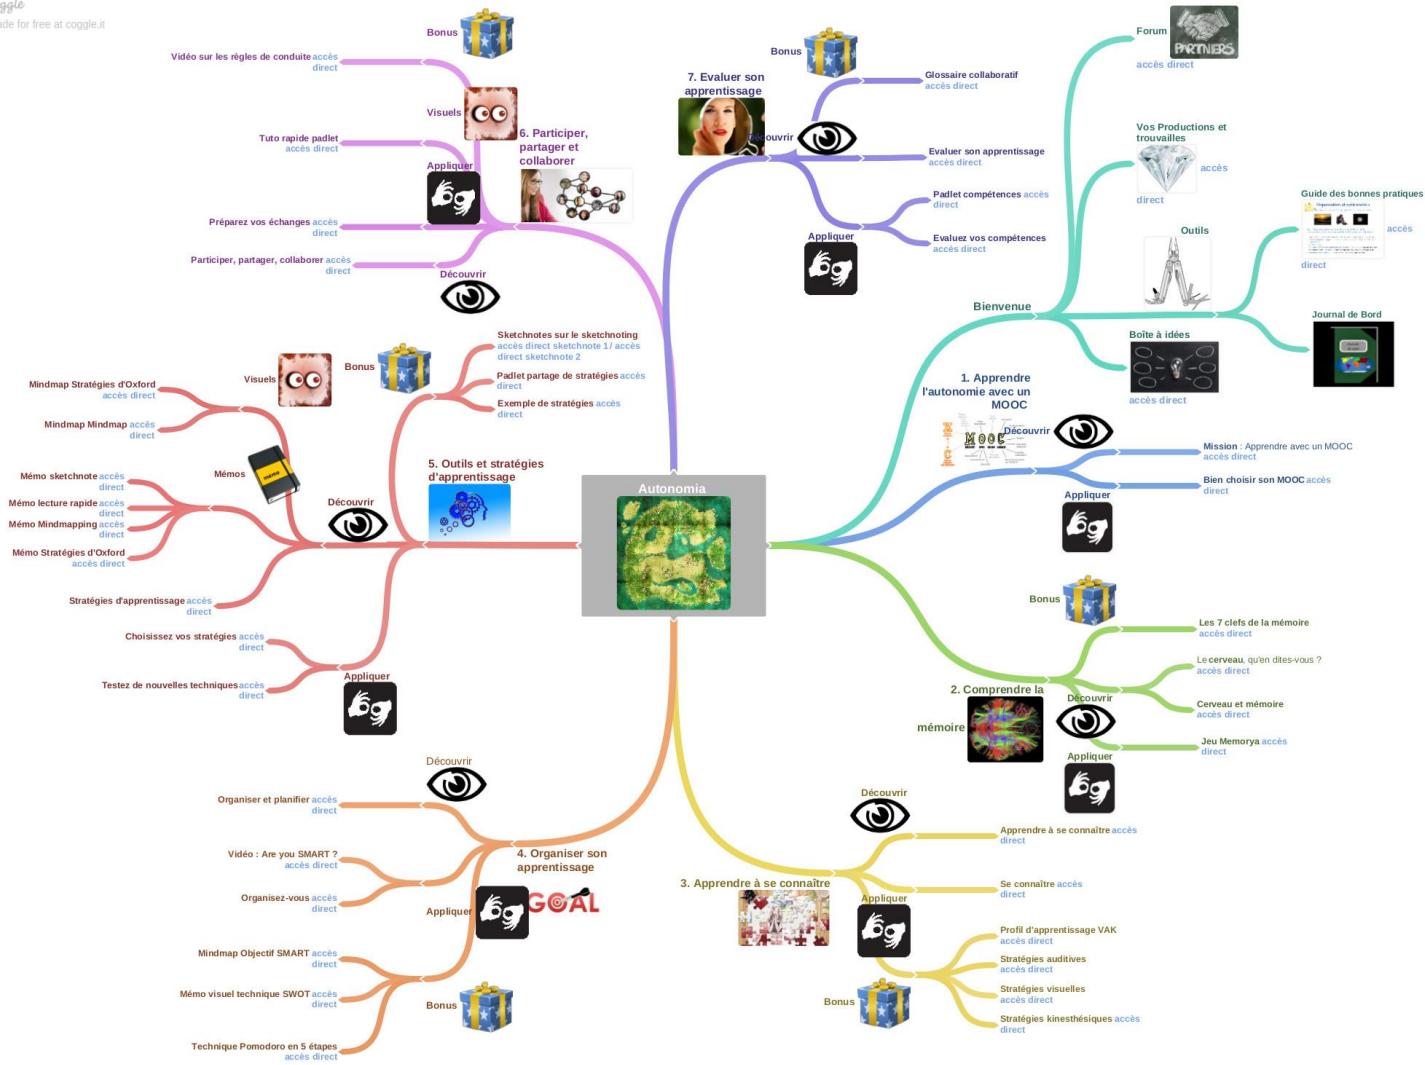 oggle
ade for free at coggle.it
Autonomia
Bienvenue
Forum
PARTNERS
accès direct
Vos Productions et
trouvailles
accès
direct
Outils
Guide des bonnes pratiques
accès
direct
Journal de Bord
Boîte à idées
accès direct
1. Apprendre
l'autonomie avec un
MOOC
MOOC
Découvrir
Mission : Apprendre avec un MOOC
accès direct
Appliquer
Bien choisir son MOOC accès
direct
2. Comprendre la
mémoire
Bonus
Les 7 clefs de la mémoire
accès direct
Découvrir
Le cerveau, qu'en dites-vous ?
accès direct
Cerveau et mémoire
accès direct
Appliquer
Jeu Memorya accès
direct
3. Apprendre à se connaître
Découvrir
Apprendre à se connaître accès
direct
Appliquer
Se connaître accès
direct
Bonus
Profil d'apprentissage VAK
accès direct
Stratégies auditives
accès direct
Stratégies visuelles
accès direct
Stratégies kinesthésiques accès
direct
4. Organiser son
apprentissage
GOAL
Découvrir
Organiser et planifier accès
direct
Appliquer
Vidéo : Are you SMART ?
accès direct
Organisez-vous accès
direct
Bonus
Mindmap Objectif SMART accès
direct
Mémo visuel technique SWOT accès
direct
Technique Pomodoro en 5 étapes
accès direct
5. Outils et stratégies
d'apprentissage
Bonus
Sketchnotes sur le sketchnoting
accès direct sketchnote 1 / accès
direct sketchnote 2
Padlet partage de stratégies accès
direct
Exemple de stratégies accès
direct
Découvrir
Visuels
Mindmap Stratégies d'Oxford
accès direct
Mindmap Mindmap accès
direct
Mémos
MEMO
Mémo sketchnote accès
direct
Mémo lecture rapide accès
direct
Mémo Mindmapping accès
direct
Mémo Stratégies d'Oxford
accès direct
Stratégies d'apprentissage accès
direct
Appliquer
Choisissez vos stratégies accès
direct
Testez de nouvelles techniques accès
direct
6. Participer,
partager et
collaborer
Bonus
Vidéo sur les règles de conduite accès
direct
Visuels
Tuto rapide padlet
accès direct
Appliquer
Préparez vos échanges accès
direct
Découvrir
Participer, partager, collaborer accès
direct
7. Evaluer son
apprentissage
Bonus
Glossaire collaboratif
accès direct
Découvrir
Evaluer son apprentissage
accès direct
Appliquer
Padlet compétences accès
direct
Evaluez vos compétences
accès direct